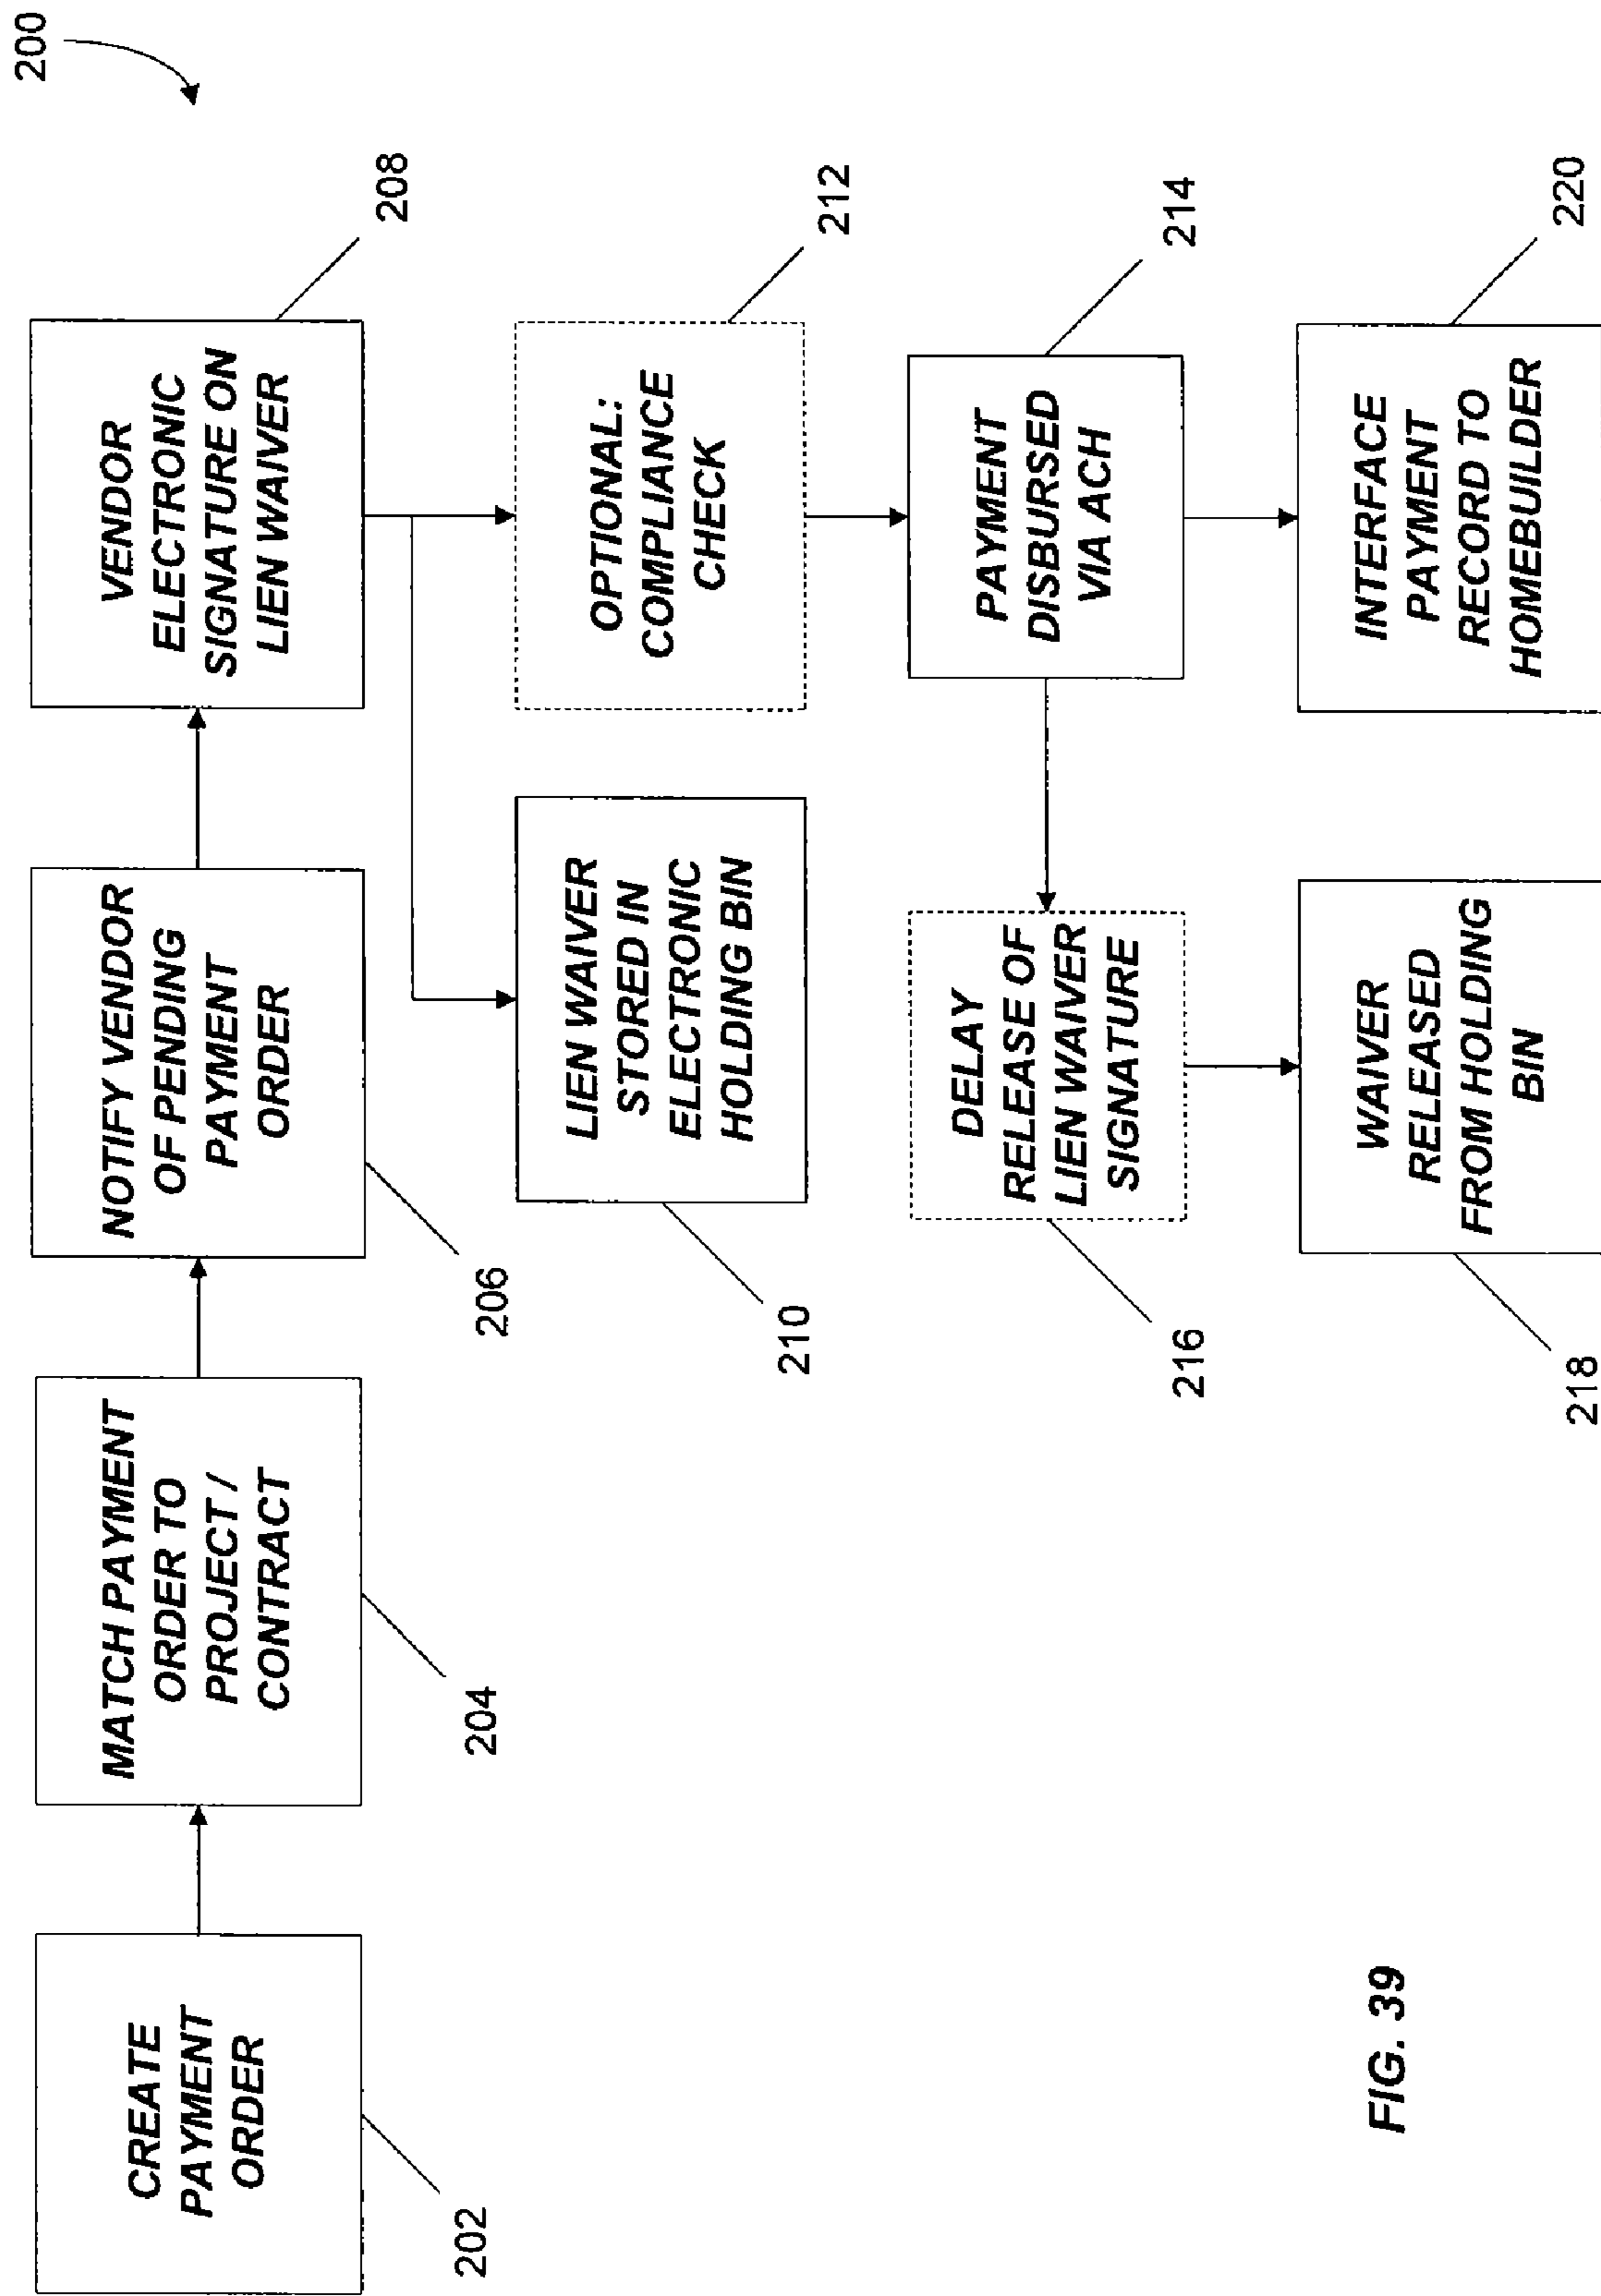 200
CREATE
PAYMENT
ORDER
202
MATCH PAYMENT
ORDER TO
PROJECT /
CONTRACT
204
NOTIFY VENDOR
OF PENDING
PAYMENT
ORDER
206
VENDOR
ELECTRONIC
SIGNATURE ON
LIEN WAIVER
208
LIEN WAIVER
STORED IN
ELECTRONIC
HOLDING BIN
210
OPTIONAL:
COMPLIANCE
CHECK
212
DELAY
RELEASE OF
LIEN WAIVER
SIGNATURE
216
PAYMENT
DISBURSED
VIA ACH
214
WAIVER
RELEASED
FROM HOLDING
BIN
218
INTERFACE
PAYMENT
RECORD TO
HOMEBUILDER
220
FIG. 39